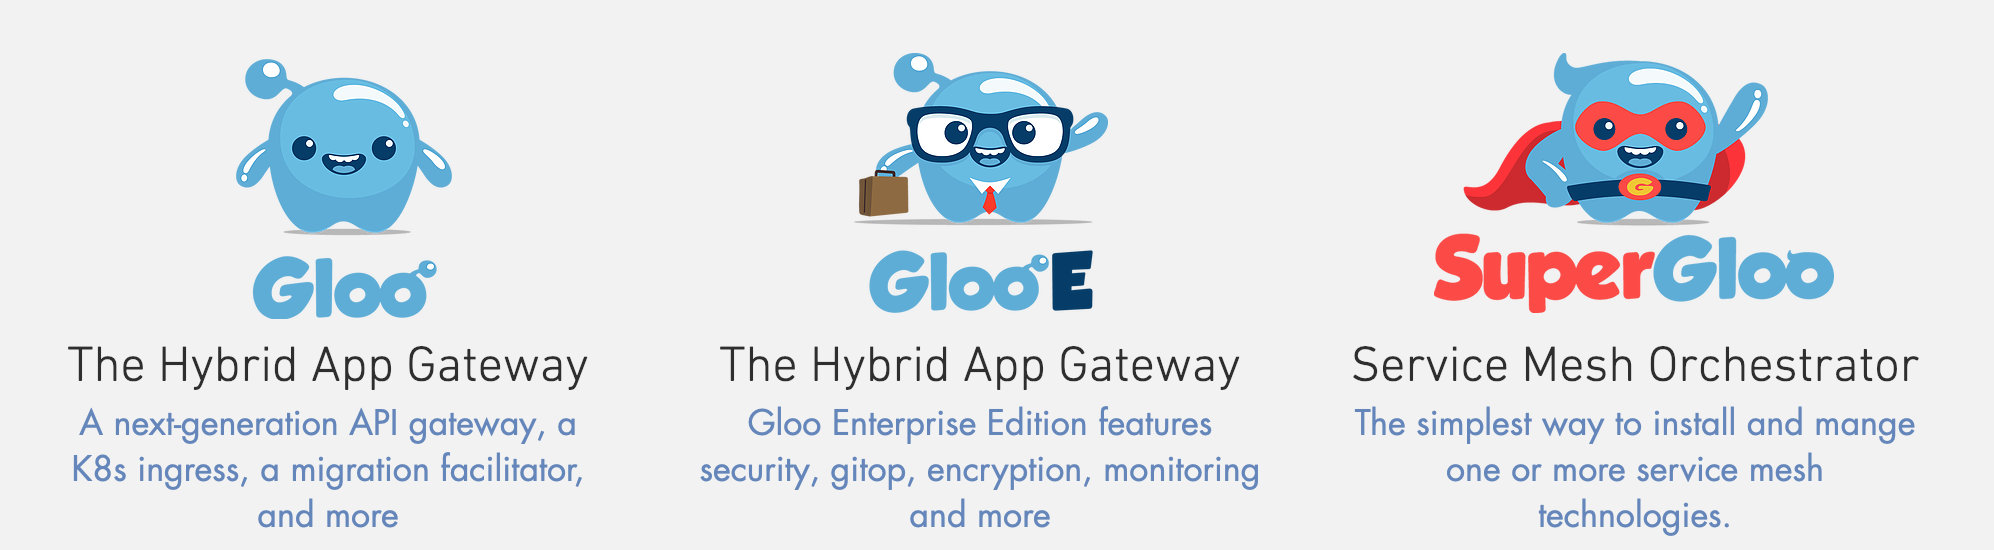 Gloo
The Hybrid App Gateway
A next-generation API gateway, a
K8s ingress, a migration facilitator,
and more
Gloo E
The Hybrid App Gateway
Gloo Enterprise Edition features
security, gitop, encryption, monitoring
and more
G
SuperGloo
Service Mesh Orchestrator
The simplest way to install and mange
one or more service mesh
technologies.